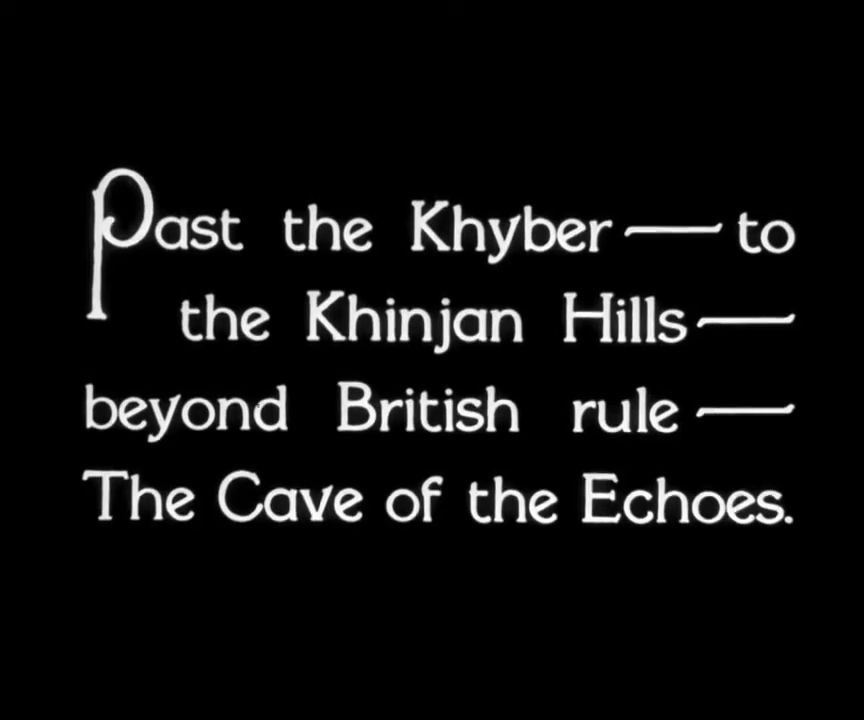 Past the Khyber — to
the Khinjan Hills —
beyond British rule —
The Cave of the Echoes.